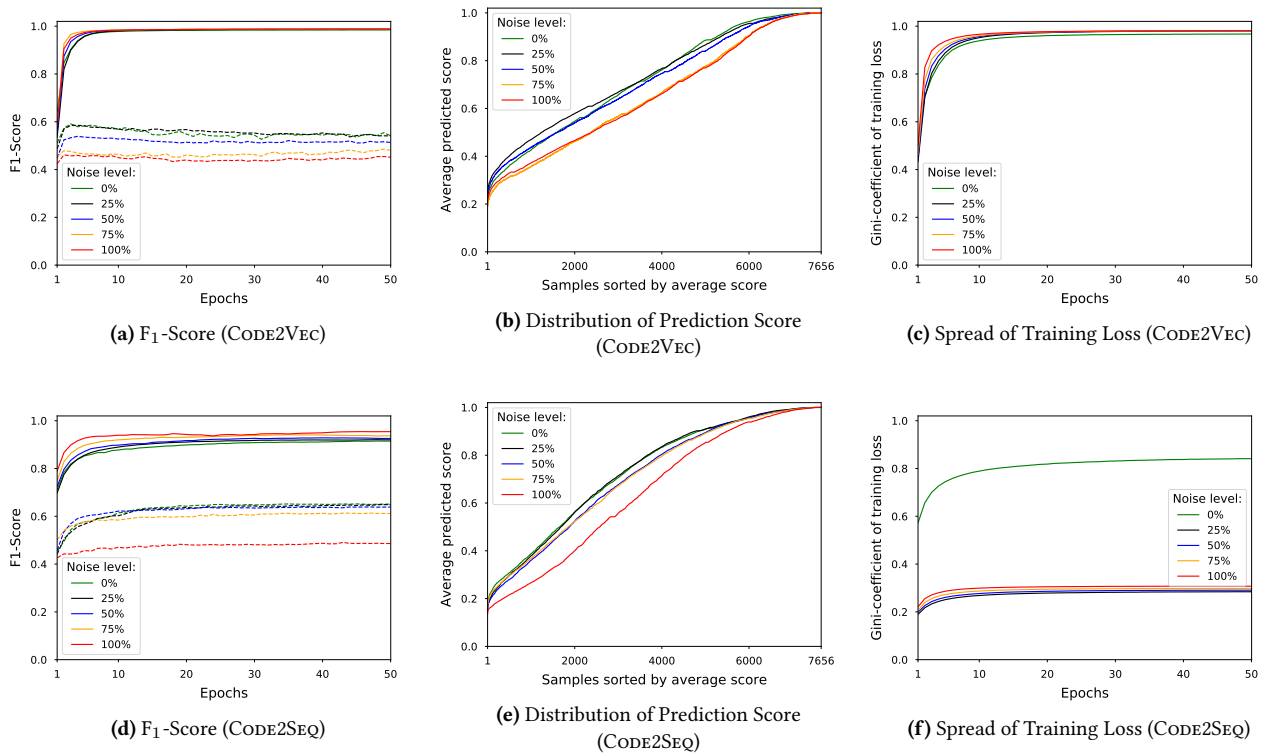 1.0
0.8
0.6
0.4
0.2
0.0
F1-Score
Noise level:
0%
25%
50%
75%
100%
1 10 20 30 40 50
Epochs
(a) F1-Score (Code2Vec)
1.0
0.8
0.6
0.4
0.2
0.0
Average predicted score
Noise level:
0%
25%
50%
75%
100%
1 2000 4000 6000 7656
Samples sorted by average score
(b) Distribution of Prediction Score
(Code2Vec)
1.0
0.8
0.6
0.4
0.2
0.0
Gini-coefficient of training loss
Noise level:
0%
25%
50%
75%
100%
1 10 20 30 40 50
Epochs
(c) Spread of Training Loss (Code2Vec)
1.0
0.8
0.6
0.4
0.2
0.0
F1-Score
Noise level:
0%
25%
50%
75%
100%
1 10 20 30 40 50
Epochs
(d) F1-Score (Code2Seq)
1.0
0.8
0.6
0.4
0.2
0.0
Average predicted score
Noise level:
0%
25%
50%
75%
100%
1 2000 4000 6000 7656
Samples sorted by average score
(e) Distribution of Prediction Score
(Code2Seq)
1.0
0.8
0.6
0.4
0.2
0.0
Gini-coefficient of training loss
Noise level:
0%
25%
50%
75%
100%
1 10 20 30 40 50
Epochs
(f) Spread of Training Loss (Code2Seq)